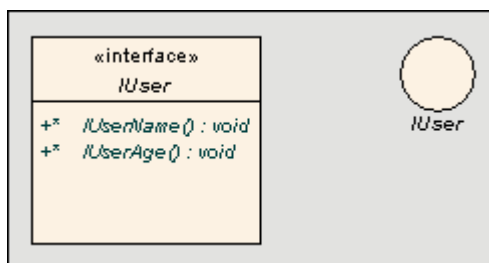 «interface»
IUser
+* IUserName() : void
+* IUserAge() : void
IUser